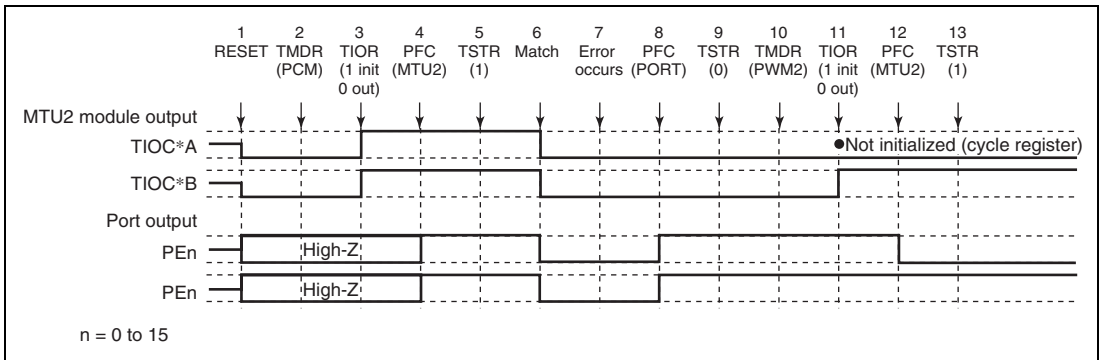 1 2 3 4 5 6 7 8 9 10 11 12 13
RESET TMDR TIOR PFC TSTR Match Error PFC TSTR TMDR TIOR PFC TSTR
(PCM) (1 init (MTU2) (1) occurs (PORT) (0) (PWM2) (1 init (MTU2) (1)
0 out) 0 out)
MTU2 module output
TIOC*A ●Not initialized (cycle register)
TIOC*B
Port output
PEn High-Z
PEn High-Z
n = 0 to 15